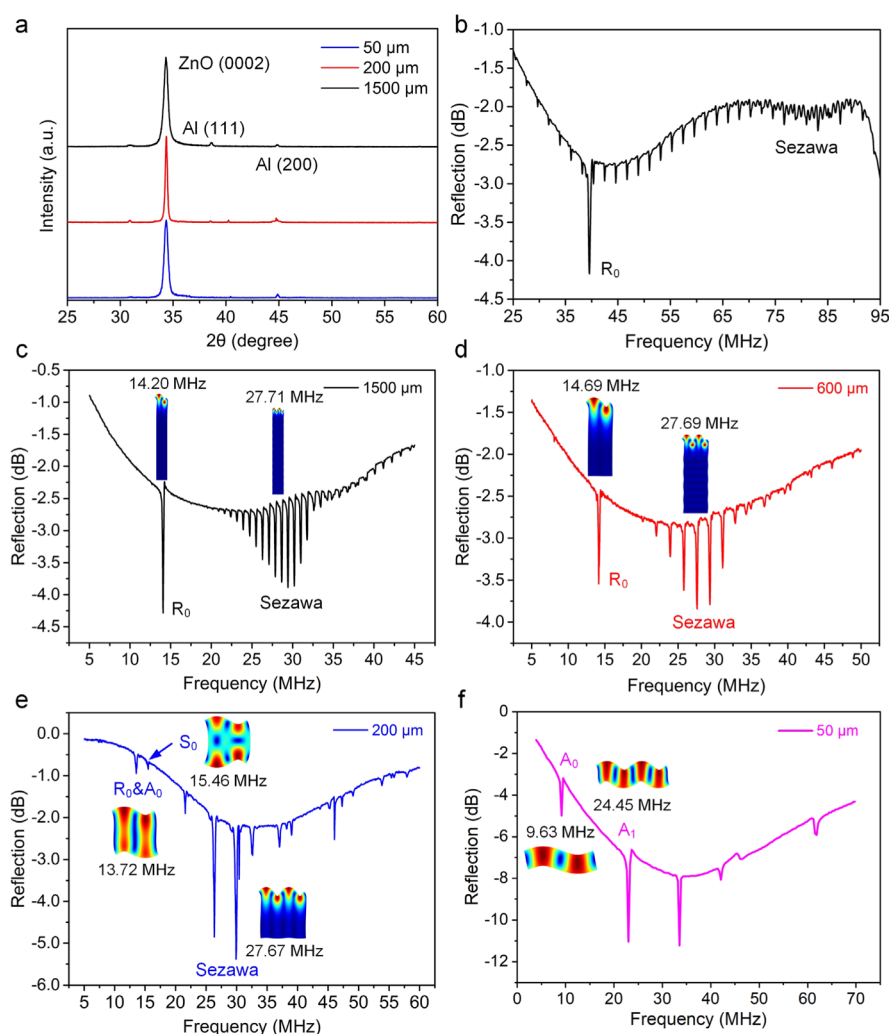 a
ZnO (0002)
50 µm
200 µm
1500 µm
Al (111)
Al (200)
Intensity (a.u.)
25 30 35 40 45 50 55 60
2θ (degree)
b
-1.0
-1.5
-2.0
-2.5
-3.0
-3.5
-4.0
-4.5
Reflection (dB)
Sezawa
R0
25 35 45 55 65 75 85 95
Frequency (MHz)
c
-0.5
-1.0
-1.5
-2.0
-2.5
-3.0
-3.5
-4.0
-4.5
Reflection (dB)
14.20 MHz
1500 µm
27.71 MHz
R0
Sezawa
5 10 15 20 25 30 35 40 45
Frequency (MHz)
d
-1.0
-1.5
-2.0
-2.5
-3.0
-3.5
-4.0
Reflection (dB)
14.69 MHz
600 µm
27.69 MHz
R0
Sezawa
5 10 15 20 25 30 35 40 45 50
Frequency (MHz)
e
0.0
-1.0
-2.0
-3.0
-4.0
-5.0
-6.0
Reflection (dB)
200 µm
S0
15.46 MHz
R0&A0
13.72 MHz
27.67 MHz
Sezawa
5 10 15 20 25 30 35 40 45 50 55 60
Frequency (MHz)
f
0
-2
-4
-6
-8
-10
-12
Reflection (dB)
50 µm
A0
24.45 MHz
9.63 MHz
A1
0 10 20 30 40 50 60 70
Frequency (MHz)